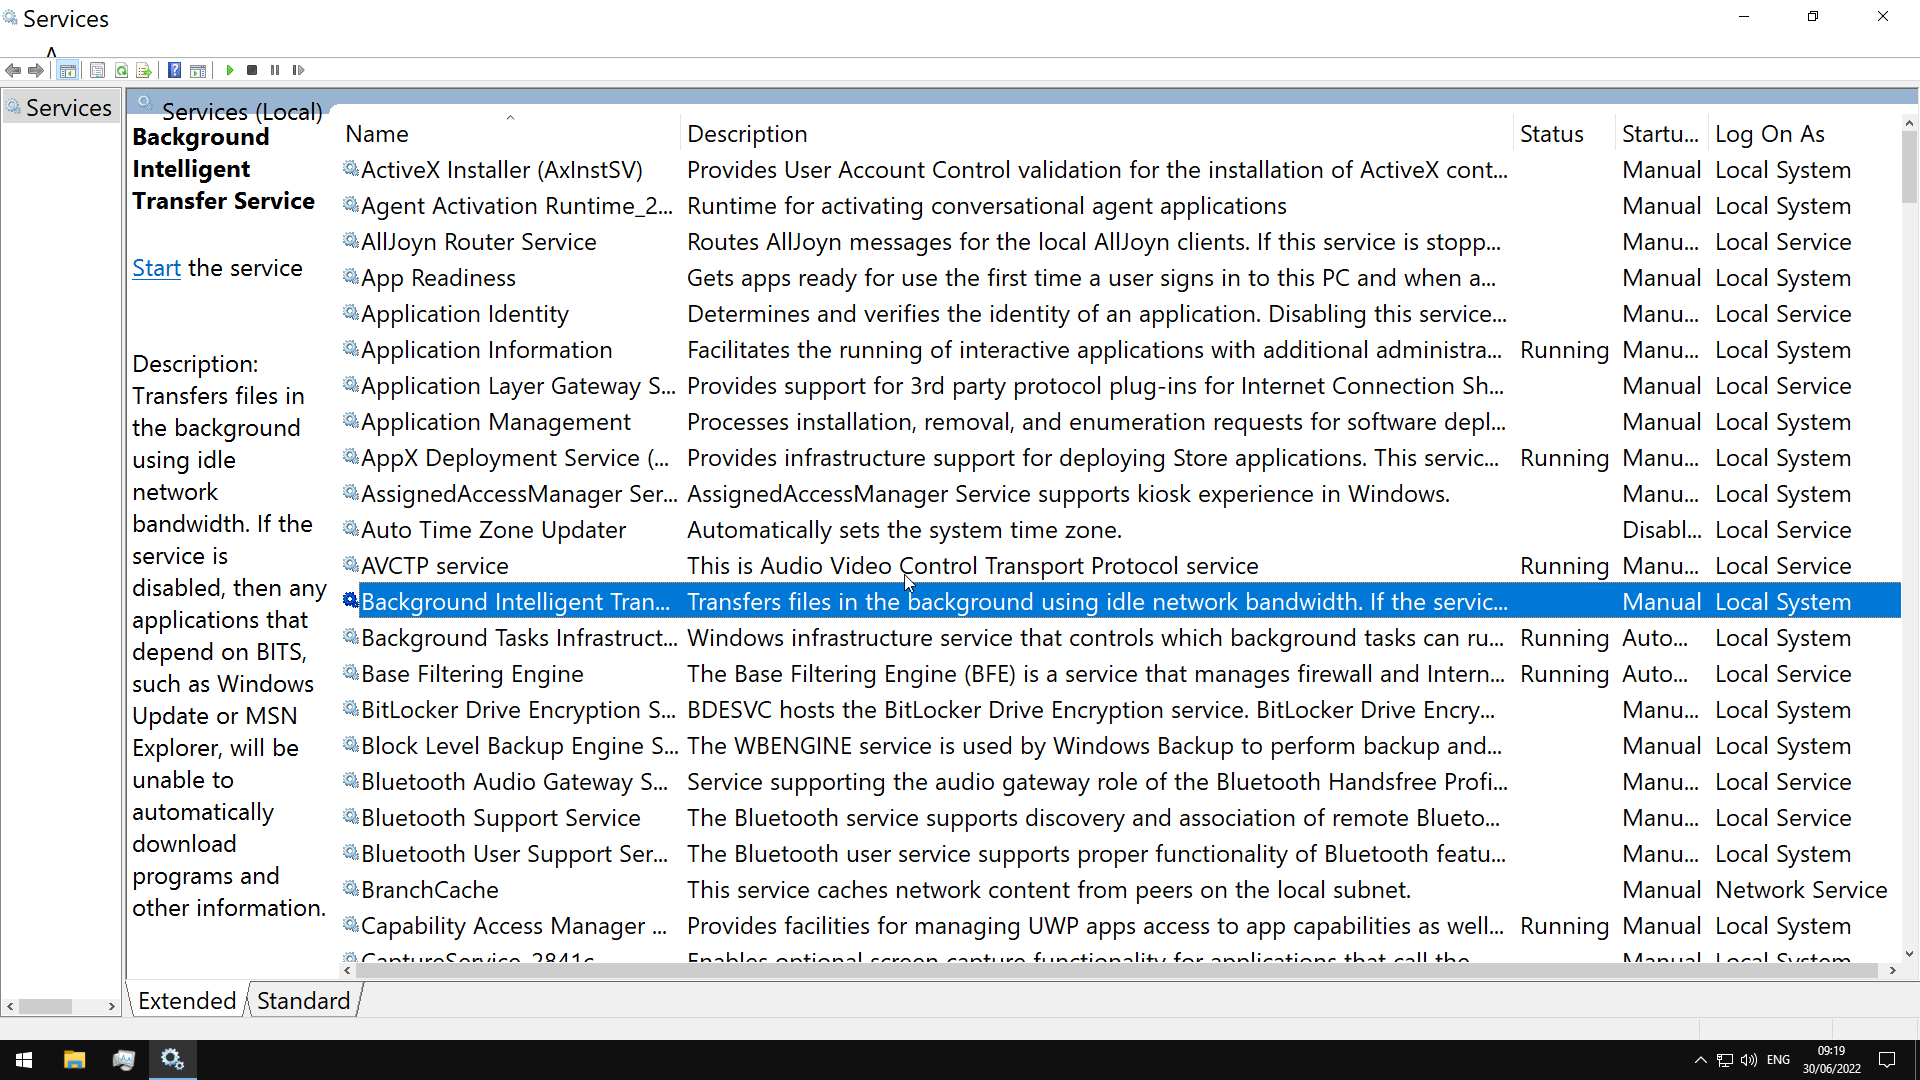 Services
Services
Services (Local)
Background
Intelligent
Transfer Service
Start the service
Description:
Transfers files in
the background
using idle
network
bandwidth. If the
service is
disabled, then any
applications that
depend on BITS,
such as Windows
Update or MSN
Explorer, will be
unable to
automatically
download
programs and
other information.
Name Description Status Startu... Log On As
ActiveX Installer (AxInstSV) Provides User Account Control validation for the installation of ActiveX cont... Manual Local System
Agent Activation Runtime_2... Runtime for activating conversational agent applications Manual Local System
AllJoyn Router Service Routes AllJoyn messages for the local AllJoyn clients. If this service is stopp... Manu... Local Service
App Readiness Gets apps ready for use the first time a user signs in to this PC and when a... Manual Local System
Application Identity Determines and verifies the identity of an application. Disabling this service... Manu... Local Service
Application Information Facilitates the running of interactive applications with additional administra... Running Manu... Local System
Application Layer Gateway S... Provides support for 3rd party protocol plug-ins for Internet Connection Sh... Manual Local Service
Application Management Processes installation, removal, and enumeration requests for software depl... Manual Local System
AppX Deployment Service (... Provides infrastructure support for deploying Store applications. This servic... Running Manu... Local System
AssignedAccessManager Ser... AssignedAccessManager Service supports kiosk experience in Windows. Manu... Local System
Auto Time Zone Updater Automatically sets the system time zone. Disabl... Local Service
AVCTP service This is Audio Video Control Transport Protocol service Running Manu... Local Service
Background Intelligent Tran... Transfers files in the background using idle network bandwidth. If the servic... Manual Local System
Background Tasks Infrastruct... Windows infrastructure service that controls which background tasks can ru... Running Auto... Local System
Base Filtering Engine The Base Filtering Engine (BFE) is a service that manages firewall and Intern... Running Auto... Local Service
BitLocker Drive Encryption S... BDESVC hosts the BitLocker Drive Encryption service. BitLocker Drive Encry... Manu... Local System
Block Level Backup Engine S... The WBENGINE service is used by Windows Backup to perform backup and... Manual Local System
Bluetooth Audio Gateway S... Service supporting the audio gateway role of the Bluetooth Handsfree Profi... Manu... Local Service
Bluetooth Support Service The Bluetooth service supports discovery and association of remote Blueto... Manu... Local Service
Bluetooth User Support Ser... The Bluetooth user service supports proper functionality of Bluetooth featu... Manu... Local System
BranchCache This service caches network content from peers on the local subnet. Manual Network Service
Capability Access Manager ... Provides facilities for managing UWP apps access to app capabilities as well... Running Manual Local System
CaptureService_2841c Enables optional screen capture functionality for applications that call the Manual Local System
Extended Standard
ENG
09:19
30/06/2022